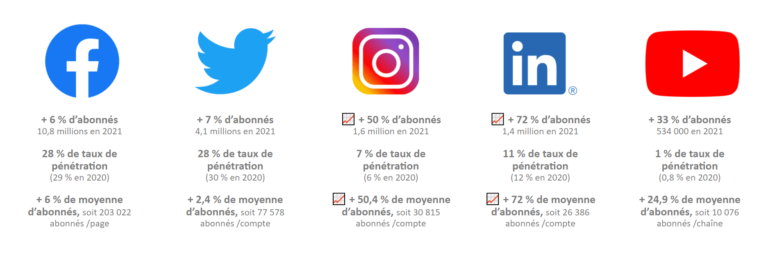 in
®
+ 6 % d'abonnés
10,8 millions en 2021
28 % de taux de
pénétration
(29 % en 2020)
+ 6 % de moyenne
d'abonnés, soit 203 022
abonnés /page
+ 7 % d'abonnés
4,1 millions en 2021
28 % de taux de
pénétration
(30 % en 2020)
+ 2,4 % de moyenne
d'abonnés, soit 77 578
abonnés/compte
+ 50 % d'abonnés
1,6 million en 2021
7 % de taux de
pénétration
(6 % en 2020)
+ 50,4 % de moyenne
d'abonnés, soit 30 815
abonnés/compte
+ 72 % d'abonnés
1,4 million en 2021
11 % de taux de
pénétration
(12 % en 2020)
+ 72 % de moyenne
d'abonnés, soit 26 386
abonnés/compte
+ 33 % d'abonnés
534 000 en 2021
1 % de taux de
pénétration
(0,8 % en 2020)
+ 24,9 % de moyenne
d'abonnés, soit 10 076
abonnés/chaîne